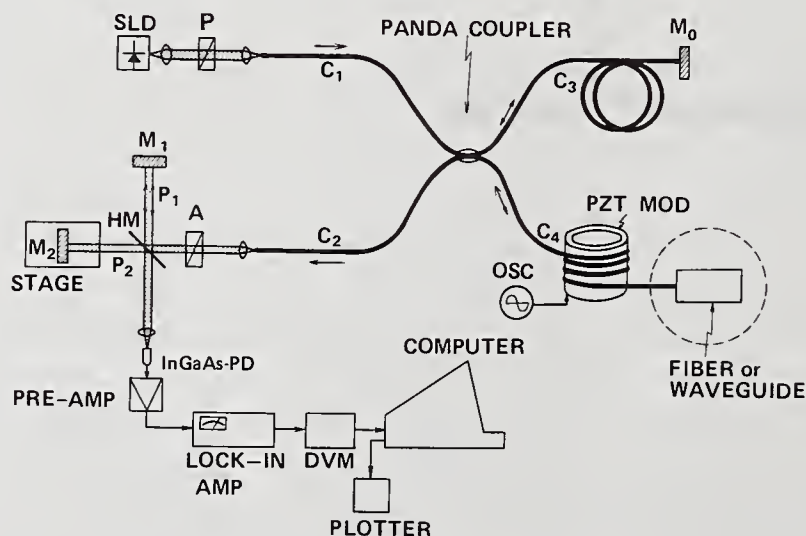 SLD
P
C1
PANDA COUPLER
C3
M0
M1
P1
HM
A
M2
P2
STAGE
C2
C4
PZT MOD
OSC
InGaAs-PD
FIBER or
WAVEGUIDE
PRE-AMP
COMPUTER
LOCK-IN
AMP
DVM
PLOTTER